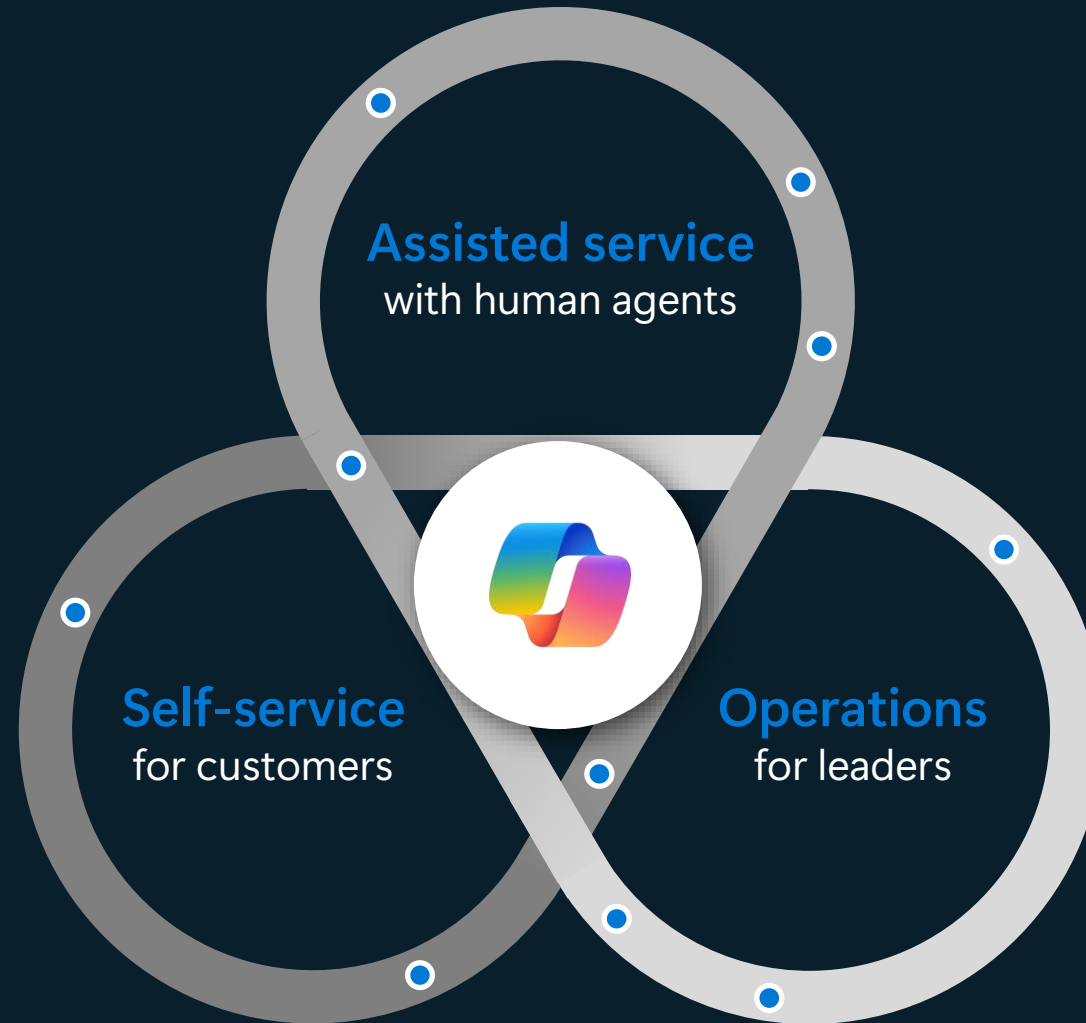 Assisted service
with human agents
Self-service
for customers
Operations
for leaders